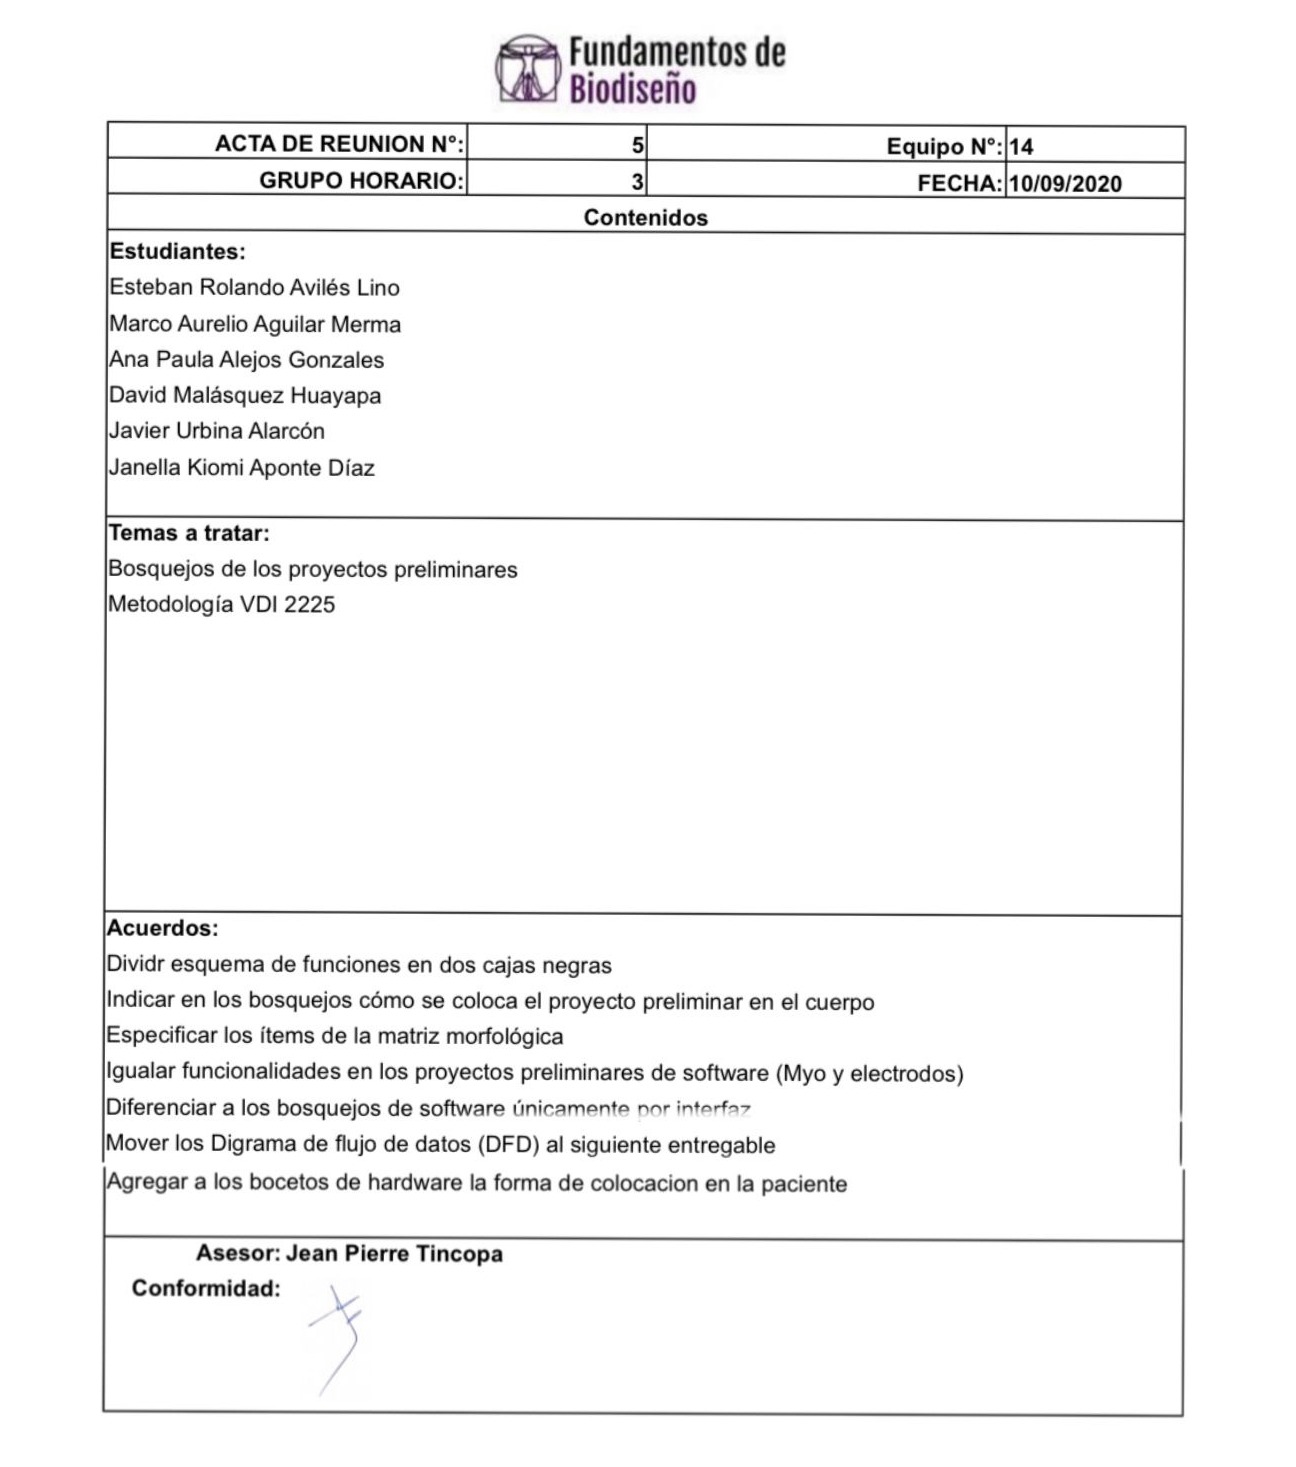 Fundamentos de
Biodiseño
ACTA DE REUNION N°: 5 Equipo N°: 14
GRUPO HORARIO: 3 FECHA: 10/09/2020
Contenidos
Estudiantes:
Esteban Rolando Avilés Lino
Marco Aurelio Aguilar Merma
Ana Paula Alejos Gonzales
David Malásquez Huayapa
Javier Urbina Alarcón
Janella Kiomi Aponte Díaz
Temas a tratar:
Bosquejos de los proyectos preliminares
Metodología VDI 2225
Acuerdos:
Dividr esquema de funciones en dos cajas negras
Indicar en los bosquejos cómo se coloca el proyecto preliminar en el cuerpo
Especificar los ítems de la matriz morfológica
Igualar funcionalidades en los proyectos preliminares de software (Myo y electrodos)
Diferenciar a los bosquejos de software únicamente por interfaz
Mover los Digrama de flujo de datos (DFD) al siguiente entregable
Agregar a los bocetos de hardware la forma de colocacion en la paciente
Asesor: Jean Pierre Tincopa
Conformidad: